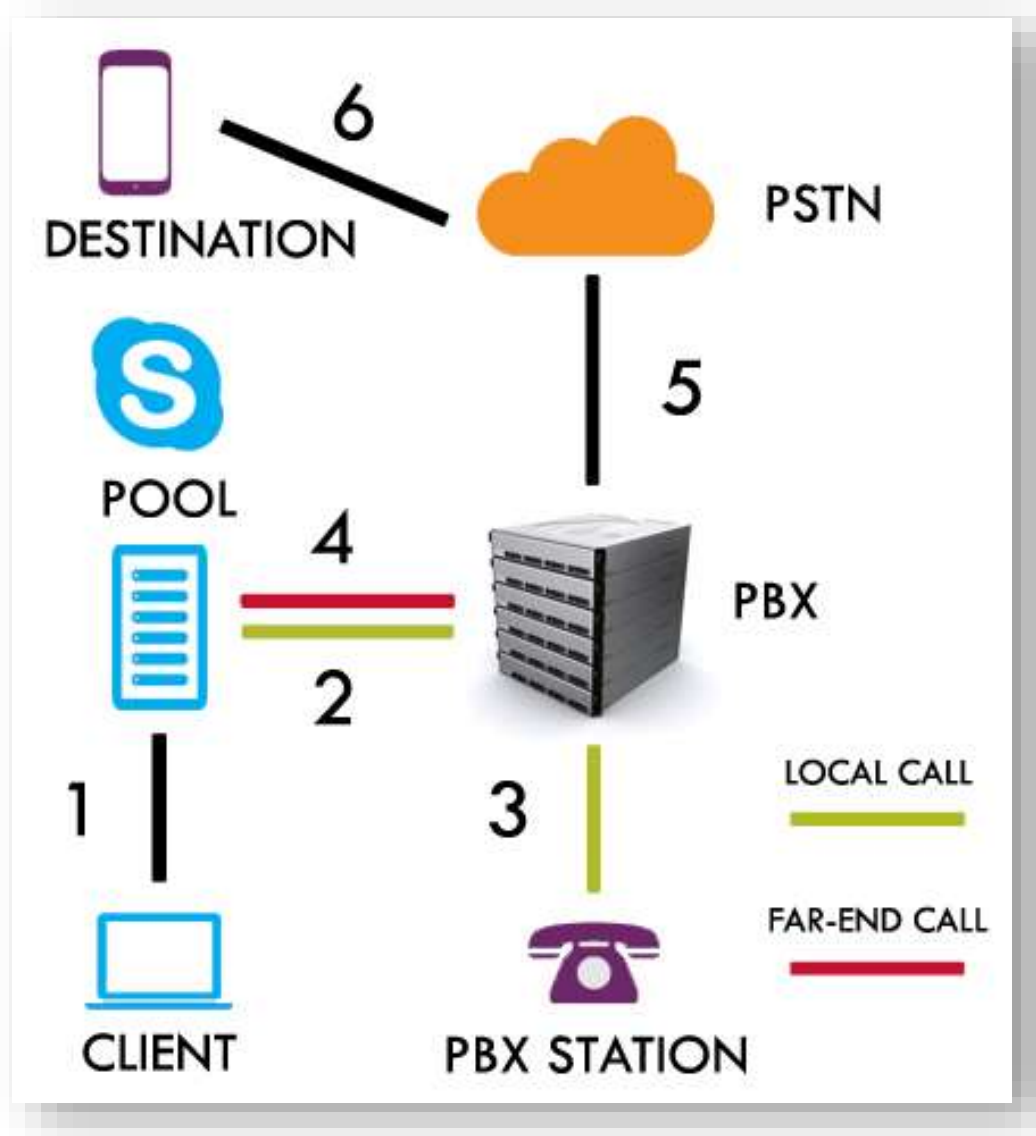 6
DESTINATION
PSTN
S
5
POOL
4
PBX
2
1
3
LOCAL CALL
FAR-END CALL
CLIENT
PBX STATION